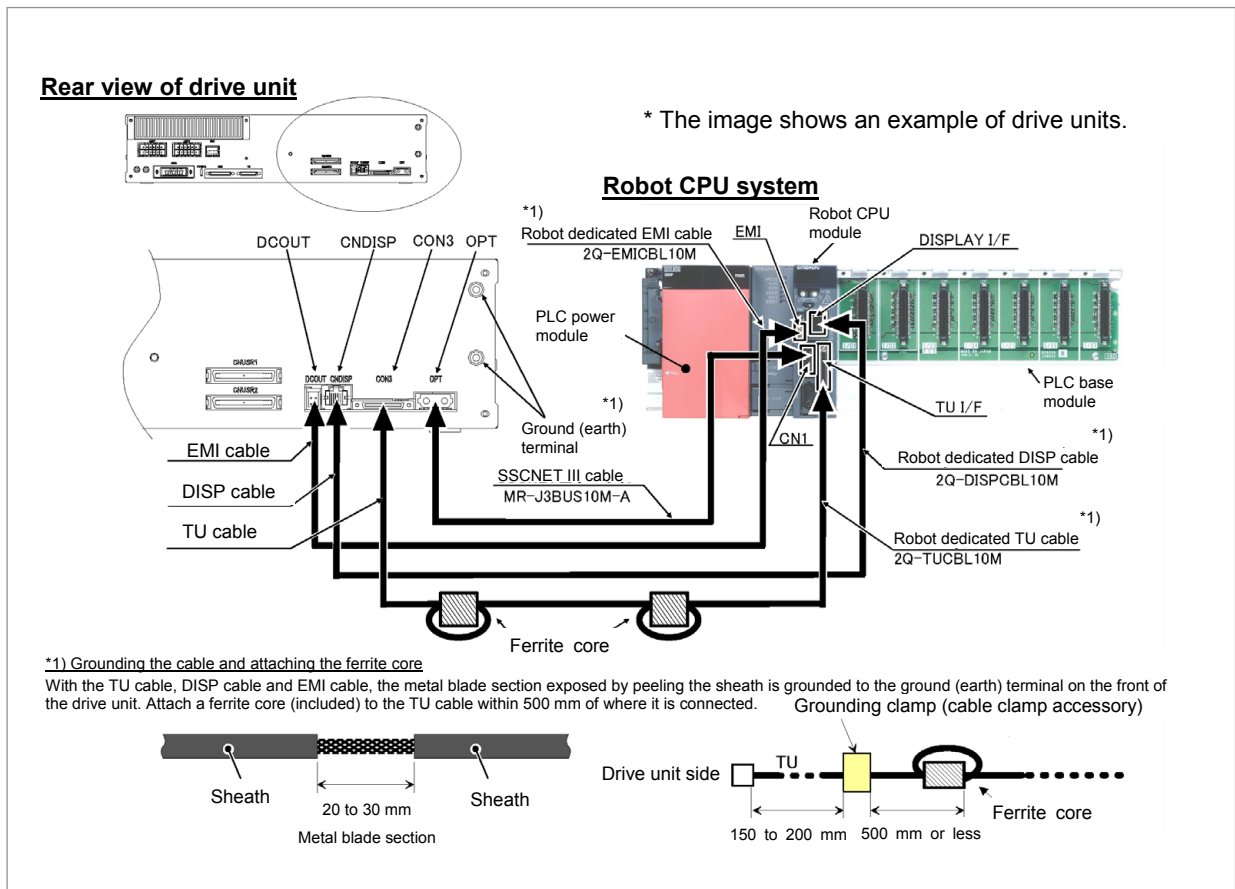 Rear view of drive unit
* The image shows an example of drive units.
Robot CPU system
DCOUT
CNDISP
CON3
OPT
*1)
Robot dedicated EMI cable
2Q-EMICBL10M
EMI
Robot CPU
module
DISPLAY I/F
PLC power
module
CNUSR1
CNUSR2
DCOUT
CNDISP
CON3
OPT
*1)
Ground (earth)
terminal
CN1
TU I/F
PLC base
module
EMI cable
DISP cable
TU cable
SSCNET III cable
MR-J3BUS10M-A
*1)
Robot dedicated DISP cable
2Q-DISPCBL10M
*1)
Robot dedicated TU cable
2Q-TUCBL10M
Ferrite core
*1) Grounding the cable and attaching the ferrite core
With the TU cable, DISP cable and EMI cable, the metal blade section exposed by peeling the sheath is grounded to the ground (earth) terminal on the front of
the drive unit. Attach a ferrite core (included) to the TU cable within 500 mm of where it is connected.
Grounding clamp (cable clamp accessory)
Sheath
Sheath
20 to 30 mm
Metal blade section
Drive unit side
TU
Ferrite core
150 to 200 mm
500 mm or less